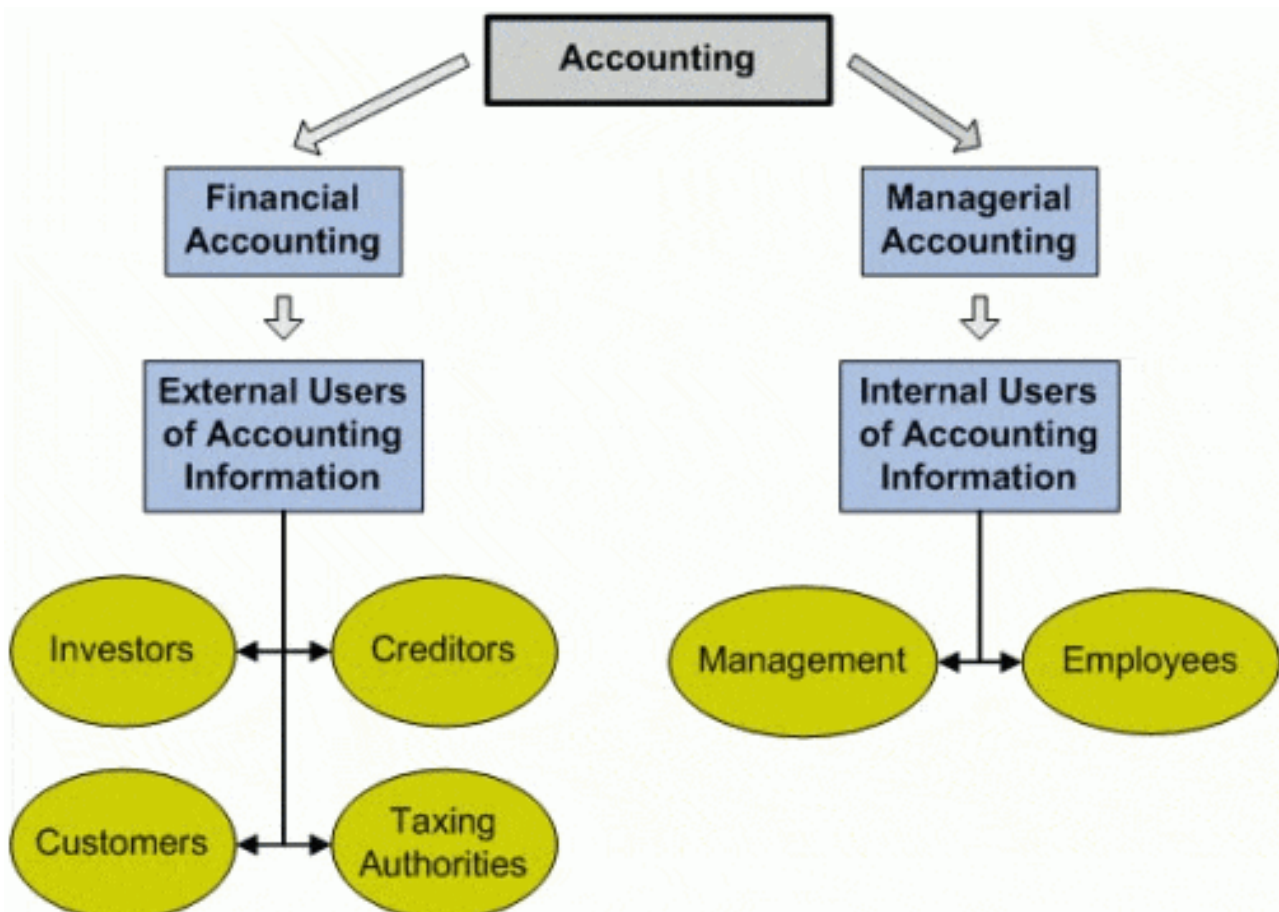 Accounting
Financial
Accounting
Managerial
Accounting
External Users
of Accounting
Information
Internal Users
of Accounting
Information
Investors
Creditors
Management
Employees
Customers
Taxing
Authorities